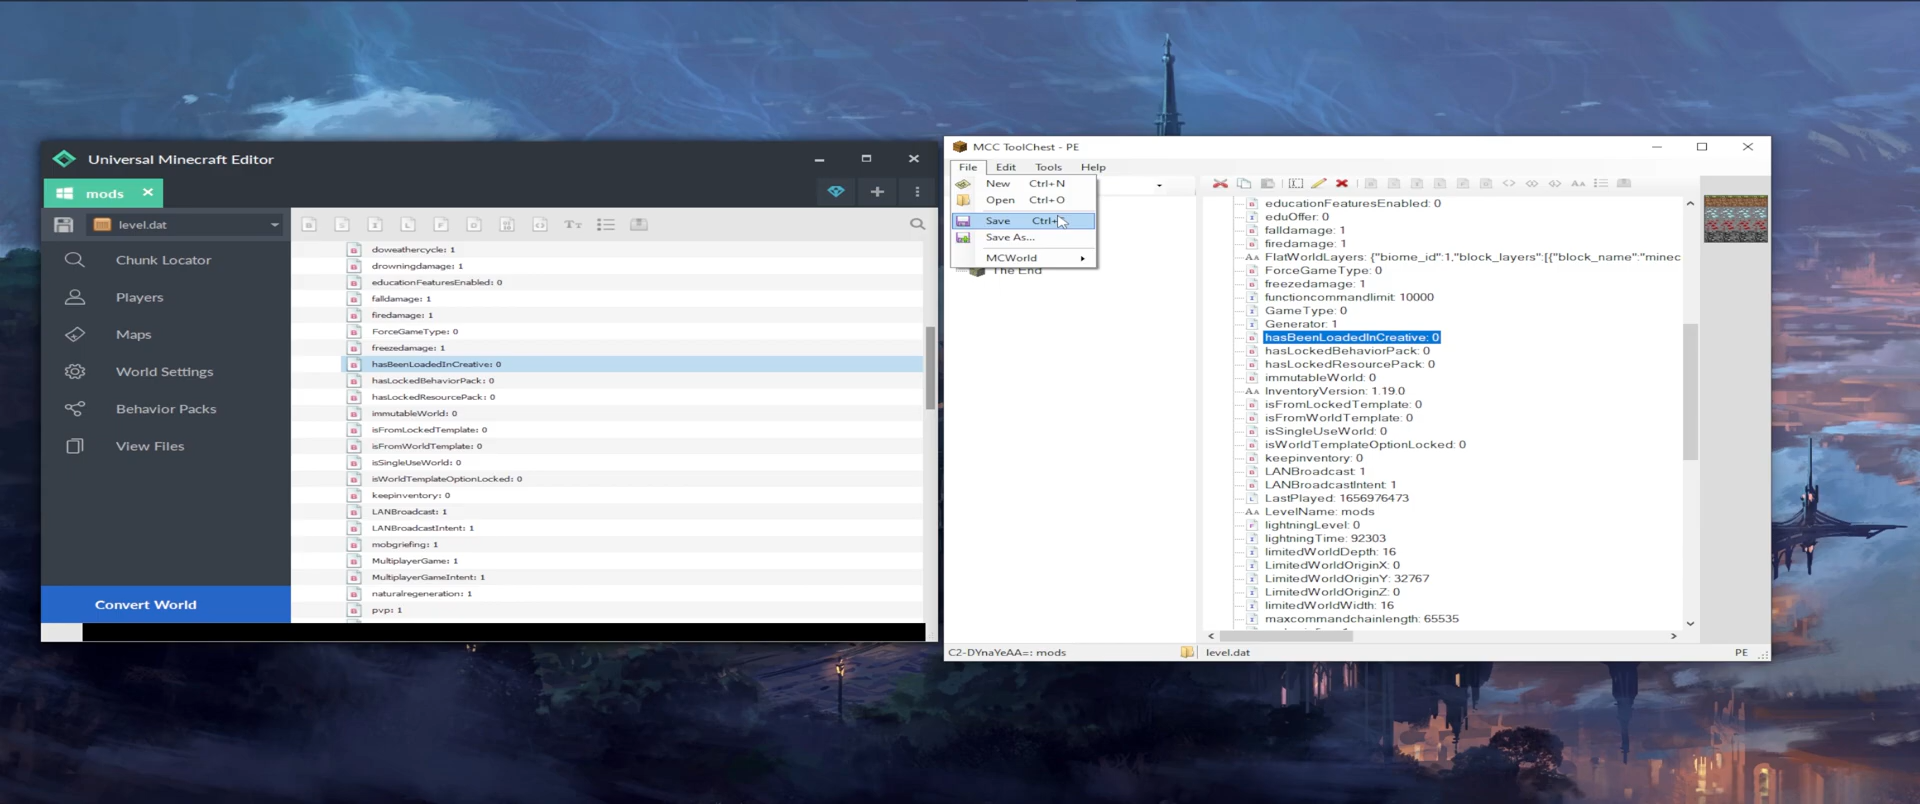 Universal Minecraft Editor
mods
level.dat
Chunk Locator
Players
Maps
World Settings
Behavior Packs
View Files
Convert World
doweathercycle: 1
drowningdamage: 1
educationFeaturesEnabled: 0
falldamage: 1
firedamage: 1
ForceGameType: 0
freezedamage: 1
hasBeenLoadedInCreative: 0
hasLockedBehaviorPack: 0
hasLockedResourcePack: 0
immutableWorld: 0
isFromLockedTemplate: 0
isFromWorldTemplate: 0
isSingleUseWorld: 0
isWorldTemplateOptionLocked: 0
keepinventory: 0
LANBroadcast: 1
LANBroadcastIntent: 1
mobgriefing: 1
MultiplayerGame: 1
MultiplayerGameIntent: 1
naturalregeneration: 1
pvp: 1
MCC ToolChest - PE
File Edit Tools Help
New Ctrl+N
Open Ctrl+O
Save Ctrl+
Save As...
MCWorld
The End
educationFeaturesEnabled: 0
eduOffer: 0
falldamage: 1
firedamage: 1
FlatWorldLayers: {"biome_id":1,"block_layers":[{"block_name":"minec
ForceGameType: 0
freezedamage: 1
functioncommandlimit: 10000
GameType: 0
Generator: 1
hasBeenLoadedInCreative: 0
hasLockedBehaviorPack: 0
hasLockedResourcePack: 0
immutableWorld: 0
InventoryVersion: 1.19.0
isFromLockedTemplate: 0
isFromWorldTemplate: 0
isSingleUseWorld: 0
isWorldTemplateOptionLocked: 0
keepinventory: 0
LANBroadcast: 1
LANBroadcastIntent: 1
LastPlayed: 1656976473
LevelName: mods
lightningLevel: 0
lightningTime: 92303
limitedWorldDepth: 16
LimitedWorldOriginX: 0
LimitedWorldOriginY: 32767
LimitedWorldOriginZ: 0
limitedWorldWidth: 16
maxcommandchainlength: 65535
C2-DYnaYeAA=: mods
level.dat
PE